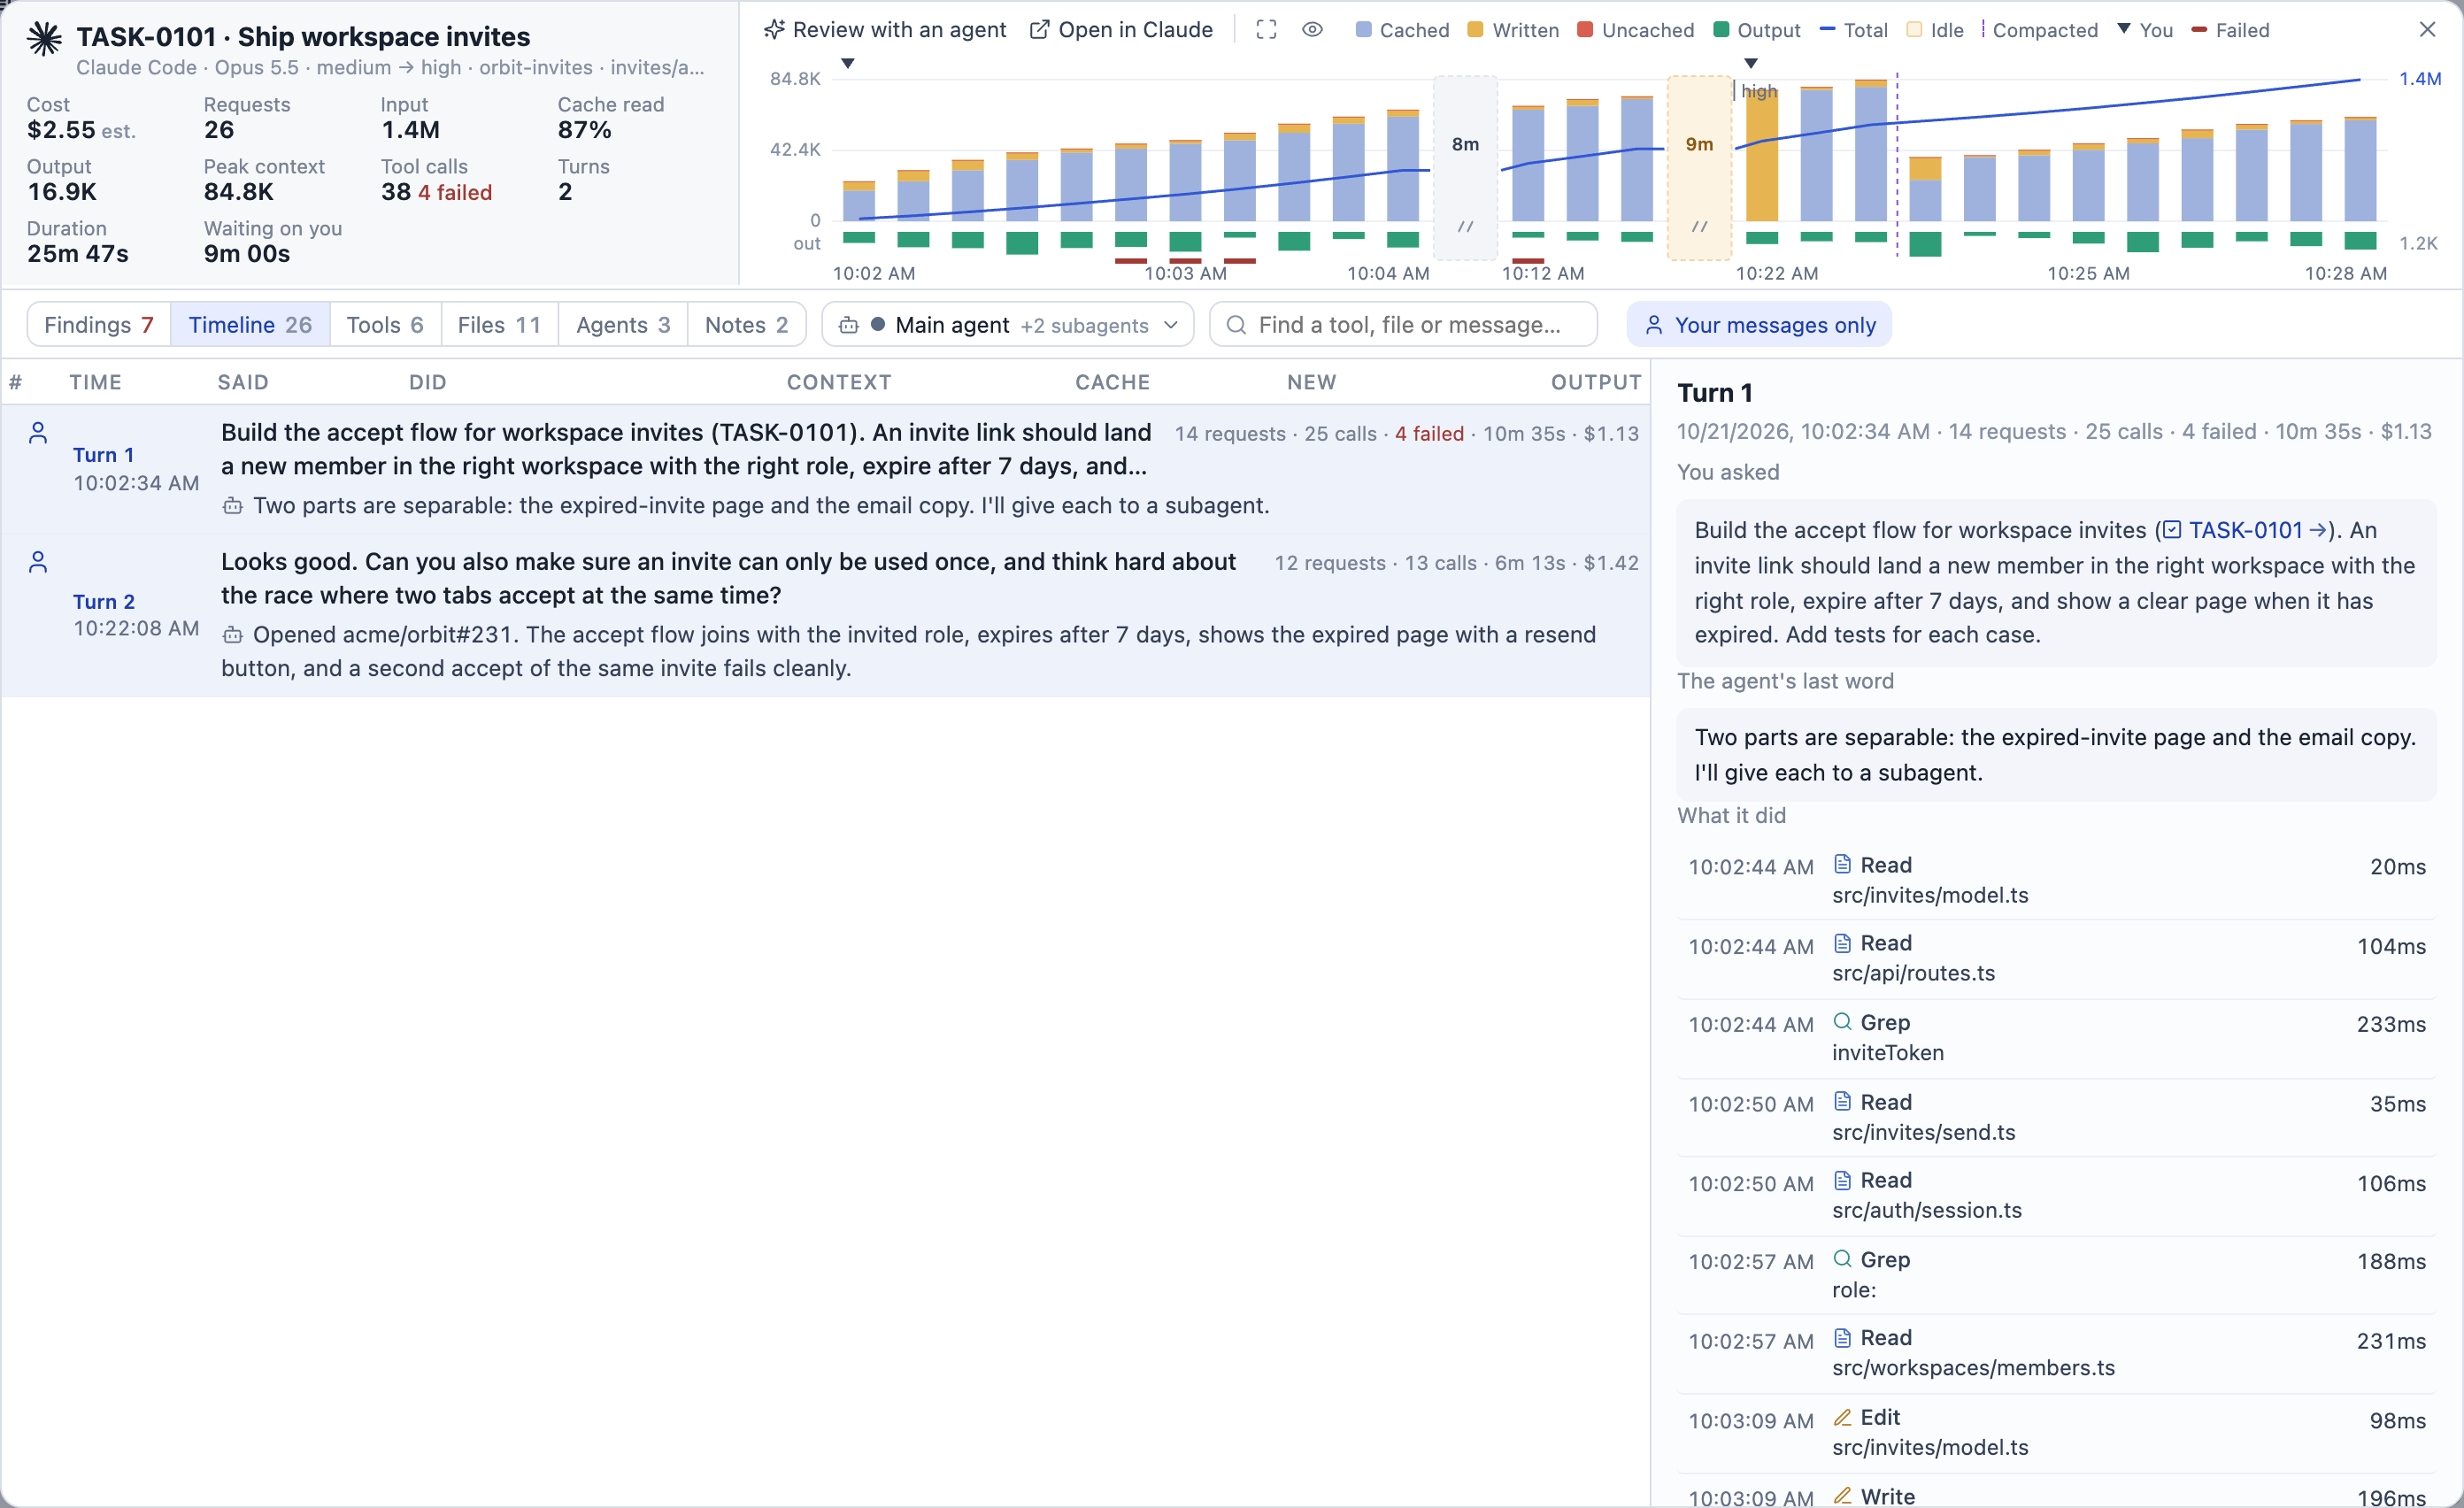 TASK-0101 · Ship workspace invites
Claude Code · Opus 5.5 · medium → high · orbit-invites · invites/a...
Cost
$2.55 est.
Requests
26
Input
1.4M
Cache read
87%
Output
16.9K
Peak context
84.8K
Tool calls
38 4 failed
Turns
2
Duration
25m 47s
Waiting on you
9m 00s
Review with an agent
Open in Claude
Cached
Written
Uncached
Output
Total
Idle
Compacted
You
Failed
84.8K
42.4K
0
out
8m
//
9m
//
high
1.4M
1.2K
10:02 AM
10:03 AM
10:04 AM
10:12 AM
10:22 AM
10:25 AM
10:28 AM
Findings 7
Timeline 26
Tools 6
Files 11
Agents 3
Notes 2
Main agent +2 subagents
Find a tool, file or message...
Your messages only
# TIME SAID DID CONTEXT CACHE NEW OUTPUT
Turn 1
10:02:34 AM
Build the accept flow for workspace invites (TASK-0101). An invite link should land
a new member in the right workspace with the right role, expire after 7 days, and...
14 requests · 25 calls · 4 failed · 10m 35s · $1.13
Two parts are separable: the expired-invite page and the email copy. I'll give each to a subagent.
Turn 2
10:22:08 AM
Looks good. Can you also make sure an invite can only be used once, and think hard about
the race where two tabs accept at the same time?
12 requests · 13 calls · 6m 13s · $1.42
Opened acme/orbit#231. The accept flow joins with the invited role, expires after 7 days, shows the expired page with a resend
button, and a second accept of the same invite fails cleanly.
Turn 1
10/21/2026, 10:02:34 AM · 14 requests · 25 calls · 4 failed · 10m 35s · $1.13
You asked
Build the accept flow for workspace invites (TASK-0101 →). An
invite link should land a new member in the right workspace with the
right role, expire after 7 days, and show a clear page when it has
expired. Add tests for each case.
The agent's last word
Two parts are separable: the expired-invite page and the email copy.
I'll give each to a subagent.
What it did
10:02:44 AM Read 20ms
src/invites/model.ts
10:02:44 AM Read 104ms
src/api/routes.ts
10:02:44 AM Grep 233ms
inviteToken
10:02:50 AM Read 35ms
src/invites/send.ts
10:02:50 AM Read 106ms
src/auth/session.ts
10:02:57 AM Grep 188ms
role:
10:02:57 AM Read 231ms
src/workspaces/members.ts
10:03:09 AM Edit 98ms
src/invites/model.ts
10:03:09 AM Write 196ms